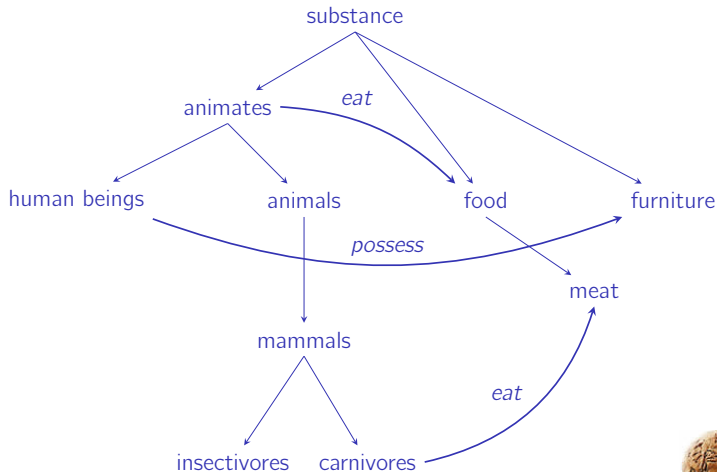 substance
animates
eat
human beings
animals
food
furniture
possess
meat
mammals
eat
insectivores
carnivores